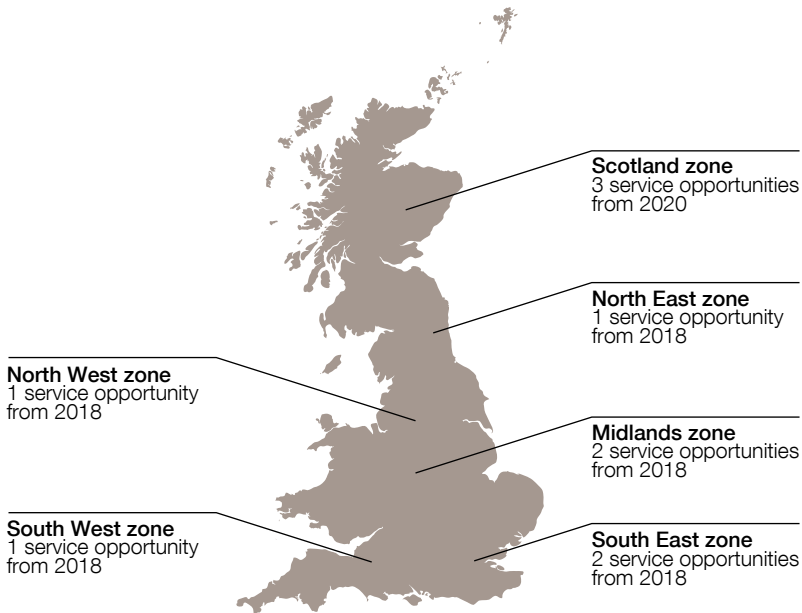 Scotland zone
3 service opportunities
from 2020
North East zone
1 service opportunity
from 2018
North West zone
1 service opportunity
from 2018
Midlands zone
2 service opportunities
from 2018
South West zone
1 service opportunity
from 2018
South East zone
2 service opportunities
from 2018